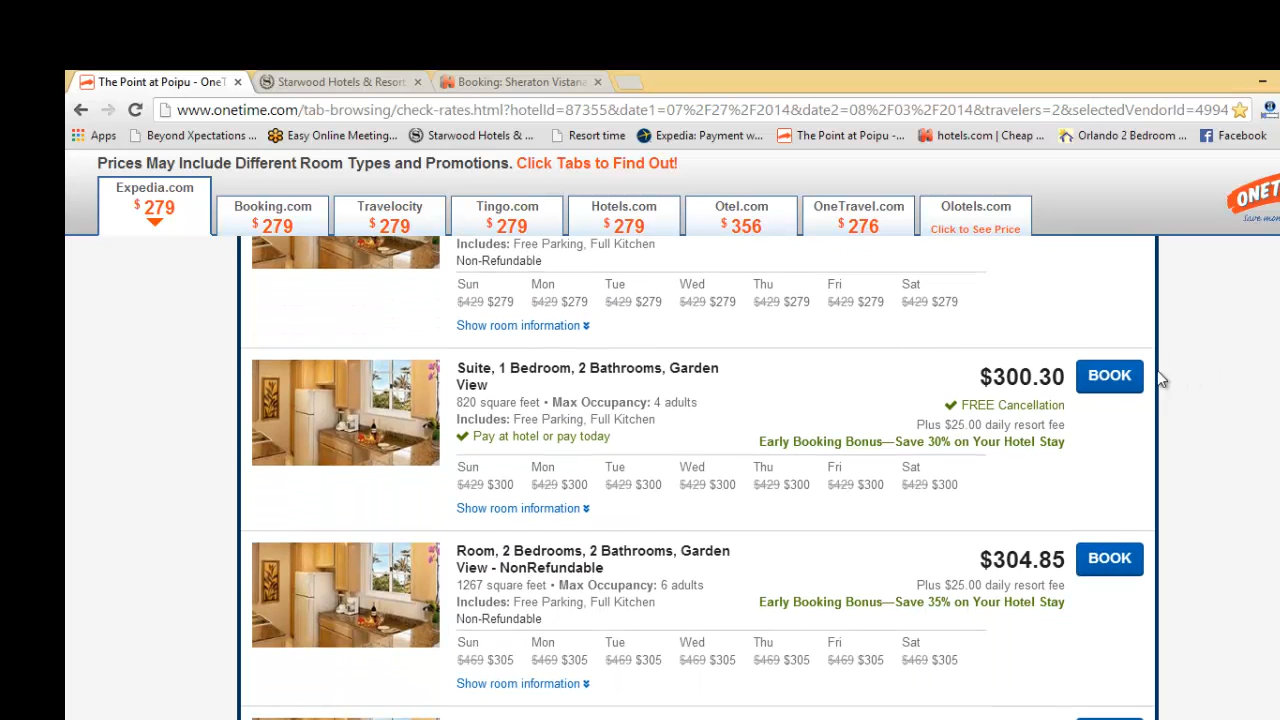 The Point at Poipu - OneT
Starwood Hotels & Resort
Booking: Sheraton Vistana
www.onetime.com/tab-browsing/check-rates.html?hotelId=87355&date1=07%2F27%2F2014&date2=08%2F03%2F2014&travelers=2&selectedVendorId=4994
Apps Beyond Xpectations ... Easy Online Meeting... Starwood Hotels & ... Resort time Expedia: Payment w... The Point at Poipu -... hotels.com | Cheap ... Orlando 2 Bedroom ... Facebook
Prices May Include Different Room Types and Promotions. Click Tabs to Find Out!
Expedia.com
$279
Booking.com
$279
Travelocity
$279
Tingo.com
$279
Hotels.com
$279
Otel.com
$356
OneTravel.com
$276
Olotels.com
Click to See Price
ONET
Includes: Free Parking, Full Kitchen
Non-Refundable
Sun Mon Tue Wed Thu Fri Sat
$429 $279 $429 $279 $429 $279 $429 $279 $429 $279 $429 $279 $429 $279
Show room information
Suite, 1 Bedroom, 2 Bathrooms, Garden
View
820 square feet • Max Occupancy: 4 adults
Includes: Free Parking, Full Kitchen
Pay at hotel or pay today
$300.30
BOOK
FREE Cancellation
Plus $25.00 daily resort fee
Early Booking Bonus—Save 30% on Your Hotel Stay
Sun Mon Tue Wed Thu Fri Sat
$429 $300 $429 $300 $429 $300 $429 $300 $429 $300 $429 $300 $429 $300
Show room information
Room, 2 Bedrooms, 2 Bathrooms, Garden
View - NonRefundable
1267 square feet • Max Occupancy: 6 adults
Includes: Free Parking, Full Kitchen
Non-Refundable
$304.85
BOOK
Plus $25.00 daily resort fee
Early Booking Bonus—Save 35% on Your Hotel Stay
Sun Mon Tue Wed Thu Fri Sat
$469 $305 $469 $305 $469 $305 $469 $305 $469 $305 $469 $305 $469 $305
Show room information